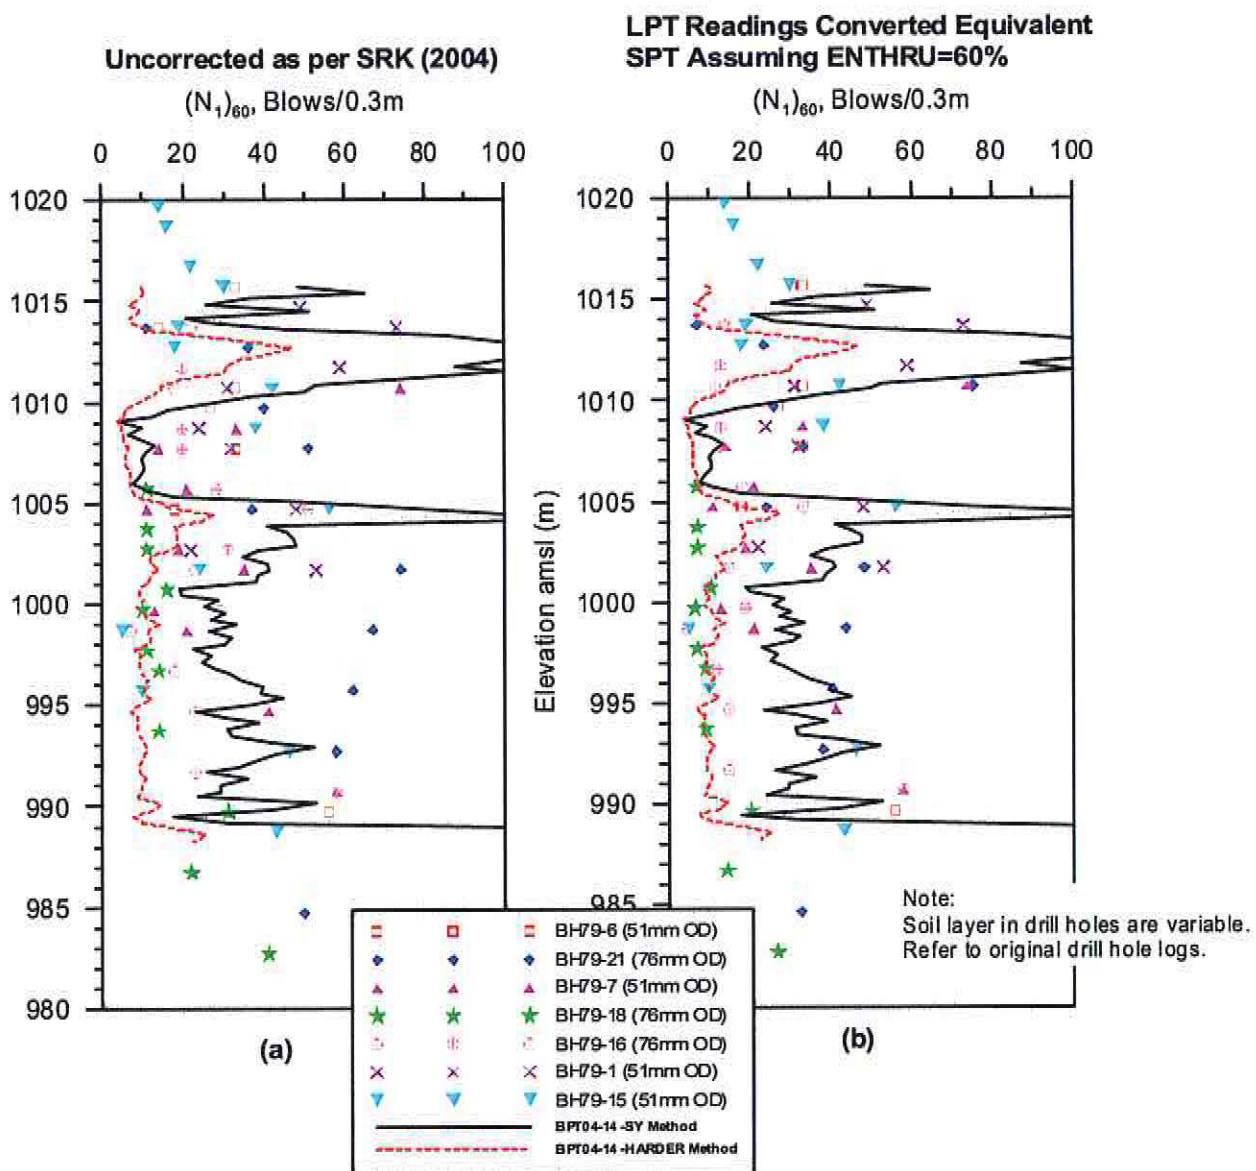 Uncorrected as per SRK (2004)
(N₁)₆₀, Blows/0.3m
0 20 40 60 80 100
1020
1015
1010
1005
1000
995
990
985
980
(a)
LPT Readings Converted Equivalent
SPT Assuming ENTHRU=60%
(N₁)₆₀, Blows/0.3m
0 20 40 60 80 100
Elevation amsl (m)
1020
1015
1010
1005
1000
995
990
985
(b)
Note:
Soil layer in drill holes are variable.
Refer to original drill hole logs.
BH79-6 (51mm OD)
BH79-21 (76mm OD)
BH79-7 (51mm OD)
BH79-18 (76mm OD)
BH79-16 (76mm OD)
BH79-1 (51mm OD)
BH79-15 (51mm OD)
BPT04-14 -SY Method
BPT04-14 -HARDER Method